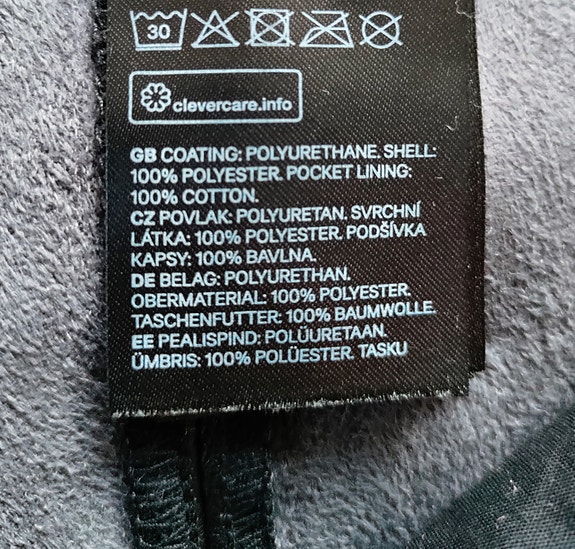 30
clevercare.info
GB COATING: POLYURETHANE. SHELL:
100% POLYESTER. POCKET LINING:
100% COTTON.
CZ POVLAK: POLYURETAN. SVRCHNÍ
LÁTKA: 100% POLYESTER. PODŠÍVKA
KAPSY: 100% BAVLNA.
DE BELAG: POLYURETHAN.
OBERMATERIAL: 100% POLYESTER.
TASCHENFUTTER: 100% BAUMWOLLE.
EE PEALISPIND: POLÜURETAAN.
ÜMBRIS: 100% POLÜESTER. TASKU